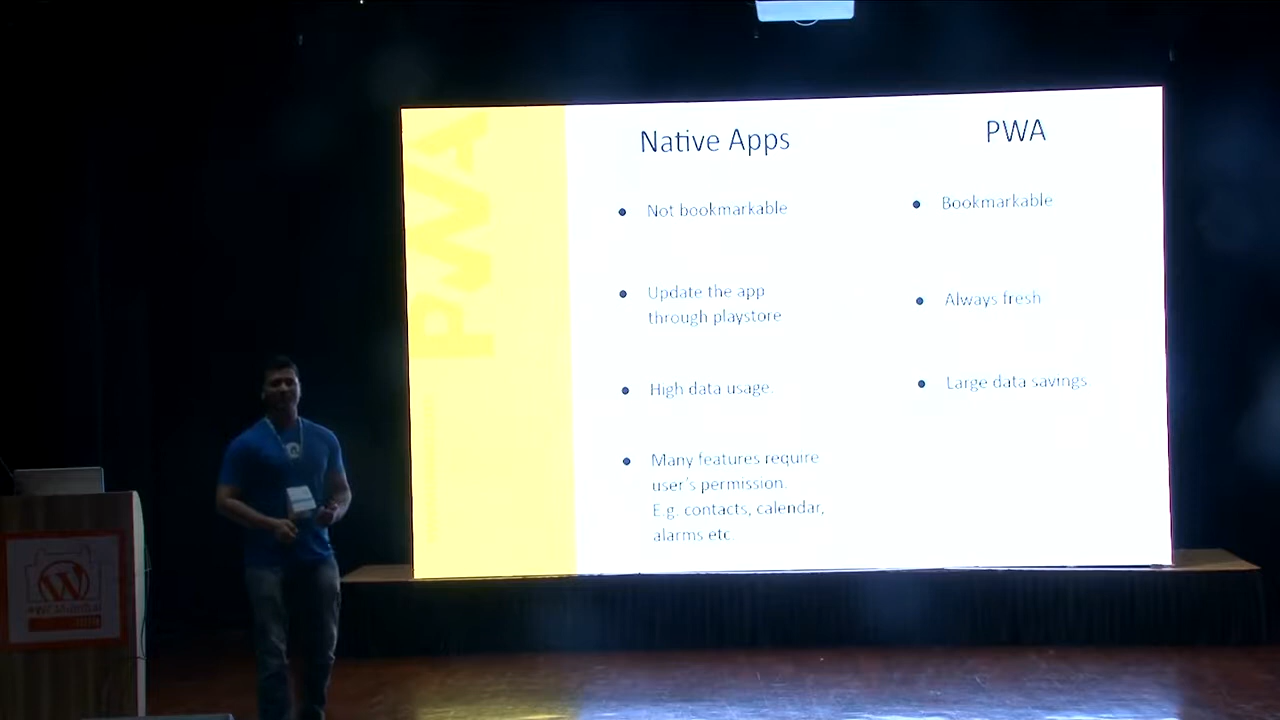 PWA
Native Apps
Not bookmarkable
Update the app
through playstore
High data usage.
Many features require
user's permission.
E.g. contacts, calendar,
alarms etc
PWA
Bookmarkable
Always fresh
Large data savings